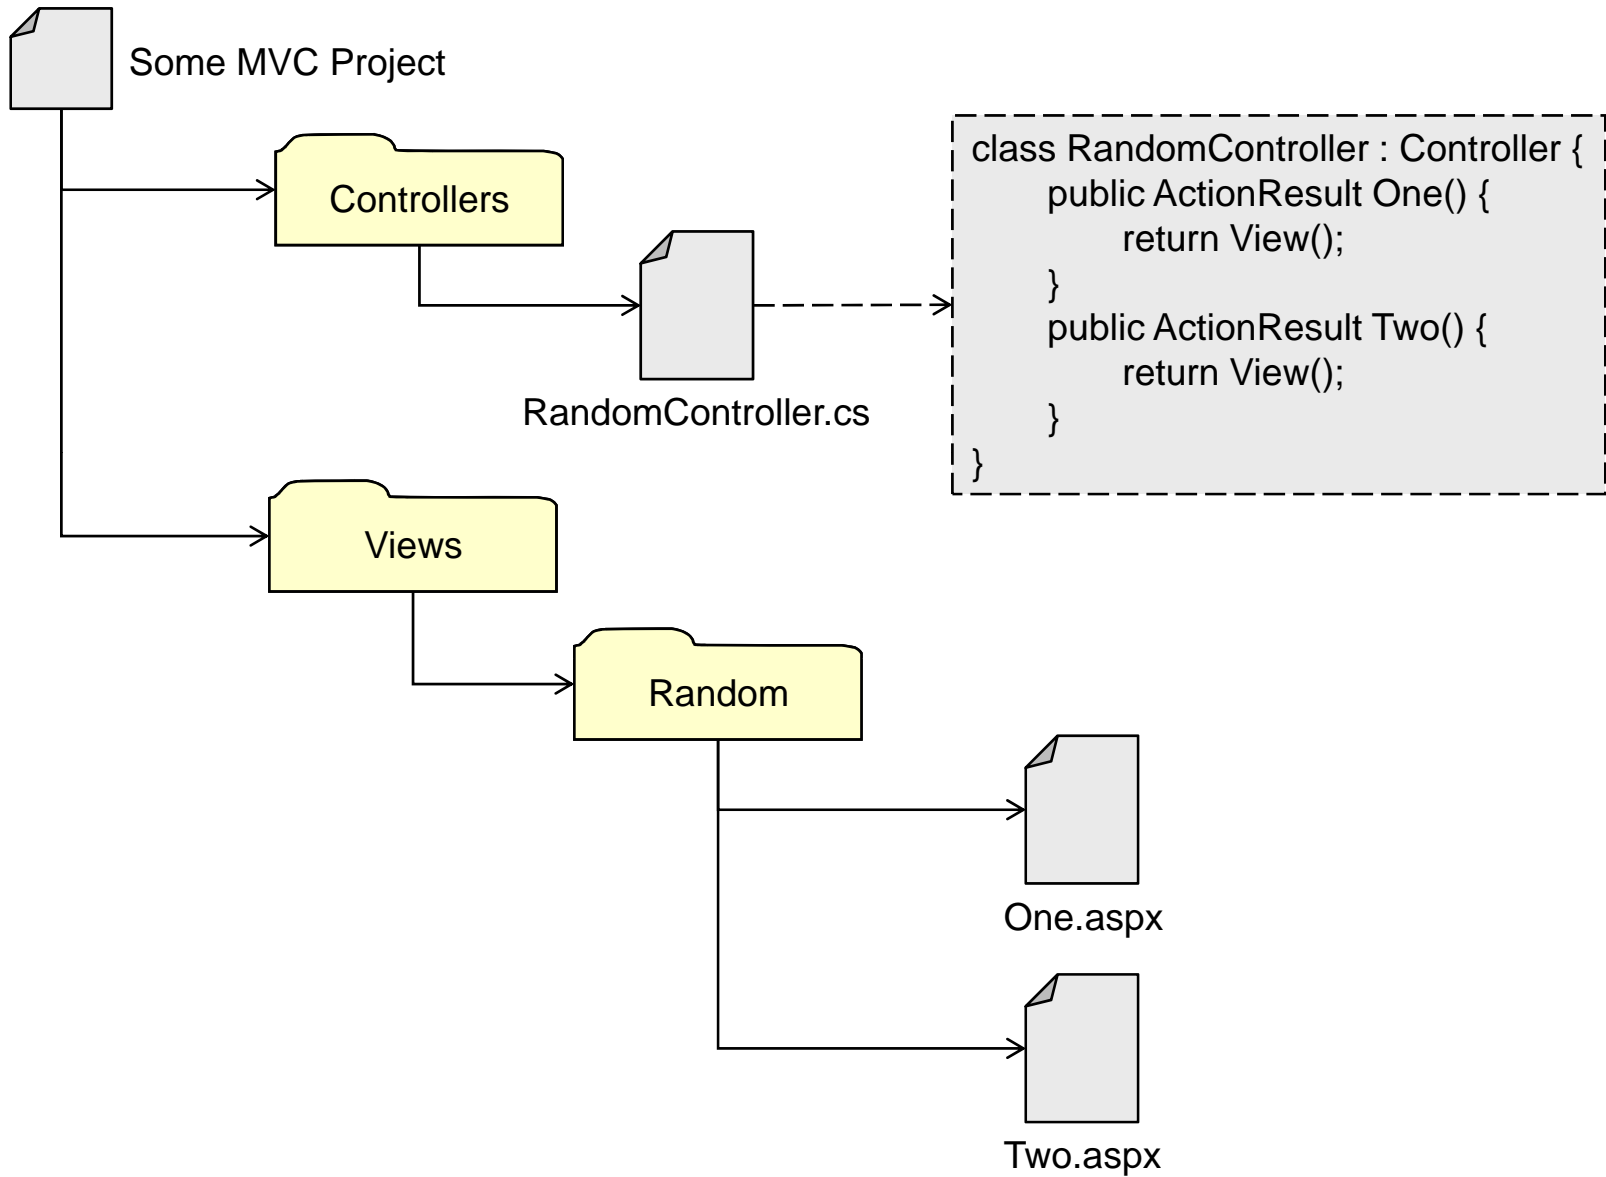 Some MVC Project
Controllers
RandomController.cs
class RandomController : Controller {
public ActionResult One() {
return View();
}
public ActionResult Two() {
return View();
}
}
Views
Random
One.aspx
Two.aspx